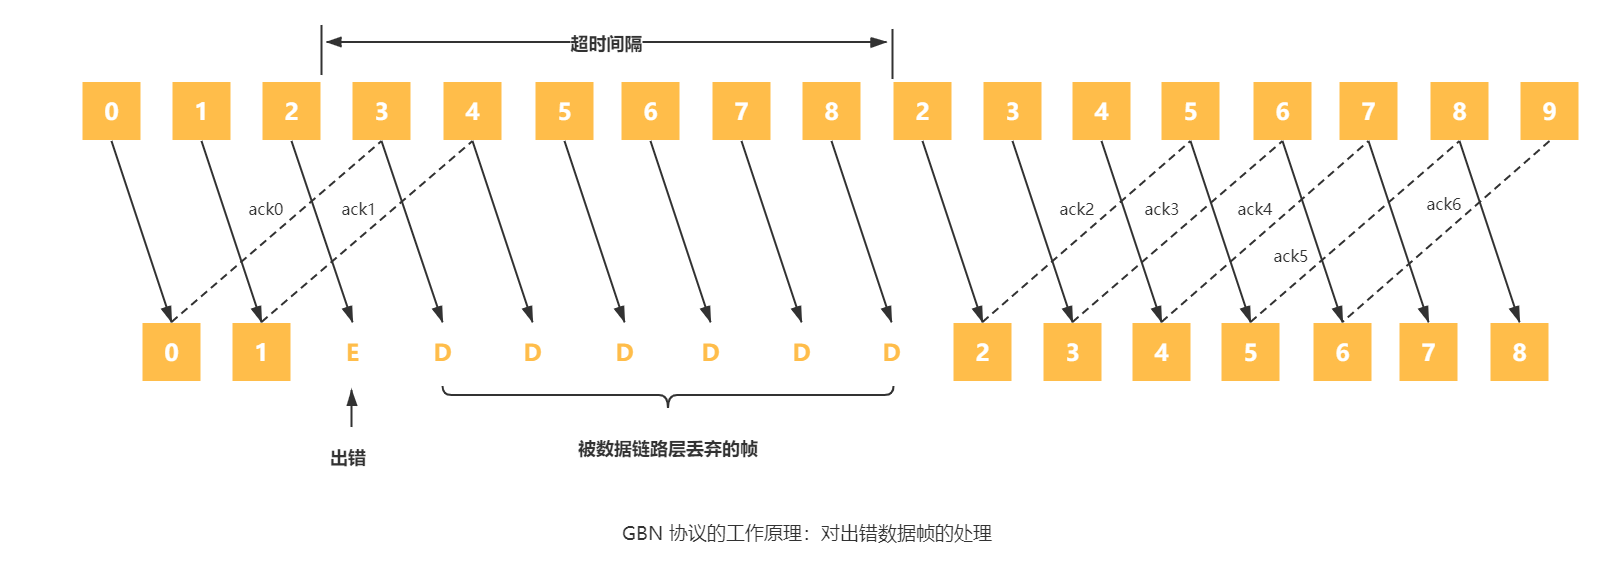 超时间隔
0 1 2 3 4 5 6 7 8 2 3 4 5 6 7 8 9
ack0 ack1 ack2 ack3 ack4 ack6
ack5
0 1 E D D D D D D 2 3 4 5 6 7 8
出错
被数据链路层丢弃的帧
GBN 协议的工作原理：对出错数据帧的处理